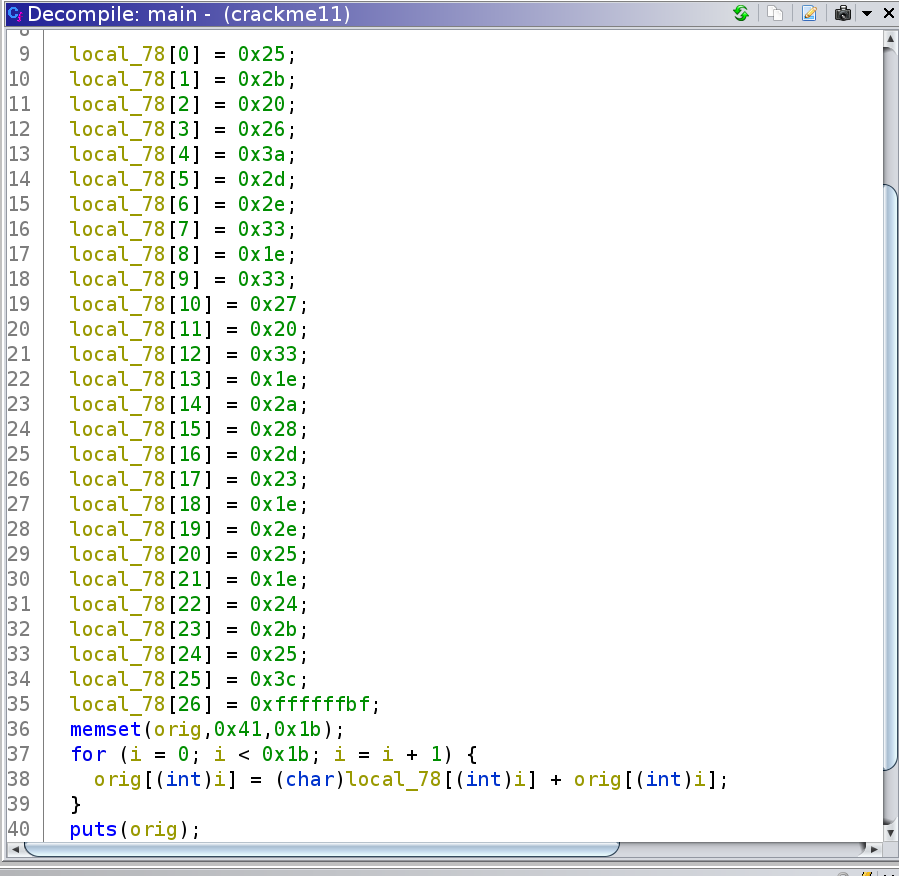 Decompile: main - (crackme11)
9 local_78[0] = 0x25;
10 local_78[1] = 0x2b;
11 local_78[2] = 0x20;
12 local_78[3] = 0x26;
13 local_78[4] = 0x3a;
14 local_78[5] = 0x2d;
15 local_78[6] = 0x2e;
16 local_78[7] = 0x33;
17 local_78[8] = 0x1e;
18 local_78[9] = 0x33;
19 local_78[10] = 0x27;
20 local_78[11] = 0x20;
21 local_78[12] = 0x33;
22 local_78[13] = 0x1e;
23 local_78[14] = 0x2a;
24 local_78[15] = 0x28;
25 local_78[16] = 0x2d;
26 local_78[17] = 0x23;
27 local_78[18] = 0x1e;
28 local_78[19] = 0x2e;
29 local_78[20] = 0x25;
30 local_78[21] = 0x1e;
31 local_78[22] = 0x24;
32 local_78[23] = 0x2b;
33 local_78[24] = 0x25;
34 local_78[25] = 0x3c;
35 local_78[26] = 0xffffffbf;
36 memset(orig,0x41,0x1b);
37 for (i = 0; i < 0x1b; i = i + 1) {
38 orig[(int)i] = (char)local_78[(int)i] + orig[(int)i];
39 }
40 puts(orig);